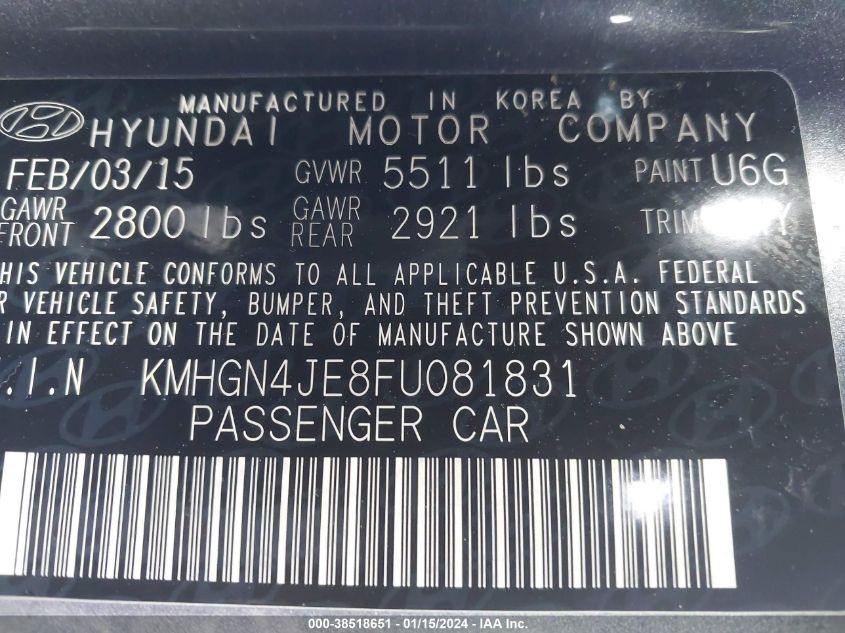 MANUFACTURED IN KOREA BY
HYUNDAI MOTOR COMPANY
FEB/03/15 GVWR 5511 lbs PAINT U6G
GAWR FRONT 2800 lbs GAWR REAR 2921 lbs TRIM
THIS VEHICLE CONFORMS TO ALL APPLICABLE U.S.A. FEDERAL
VEHICLE SAFETY, BUMPER, AND THEFT PREVENTION STANDARDS
IN EFFECT ON THE DATE OF MANUFACTURE SHOWN ABOVE
V.I.N KMHGN4JE8FU081831
PASSENGER CAR
000-38518651 - 01/15/2024 - IAA Inc.